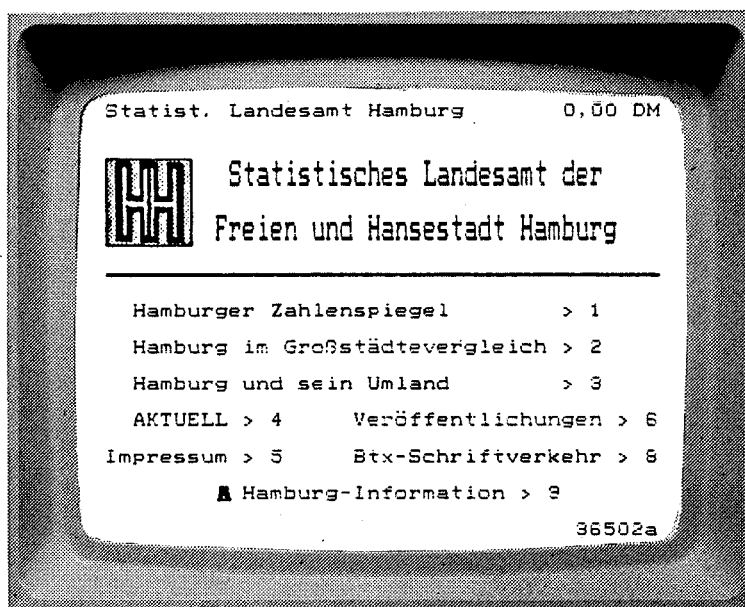 Statist. Landesamt Hamburg 0,00 DM
Statistisches Landesamt der
Freien und Hansestadt Hamburg
Hamburger Zahlenspiegel > 1
Hamburg im Großstädtevergleich > 2
Hamburg und sein Umland > 3
AKTUELL > 4 Veröffentlichungen > 6
Impressum > 5 Btx-Schriftverkehr > 8
Hamburg-Information > 9
36502a